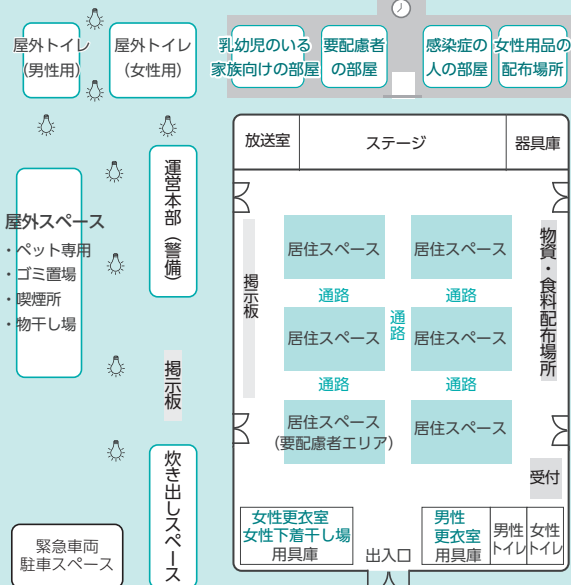 屋外トイレ
(男性用)
屋外トイレ
(女性用)
乳幼児のいる
家族向けの部屋
要配慮者
の部屋
感染症の
人の部屋
女性用品の
配布場所
放送室
ステージ
器具庫
運営本部(警備)
屋外スペース
・ペット専用
・ゴミ置場
・喫煙所
・物干し場
掲示板
居住スペース
居住スペース
物資・食料配布場所
通路
通路
通路
居住スペース
居住スペース
通路
通路
掲示板
居住スペース
(要配慮者エリア)
居住スペース
炊き出しスペース
受付
女性更衣室
女性下着干し場
用具庫
出入口
男性
更衣室
用具庫
男性
トイレ
女性
トイレ
緊急車両
駐車スペース